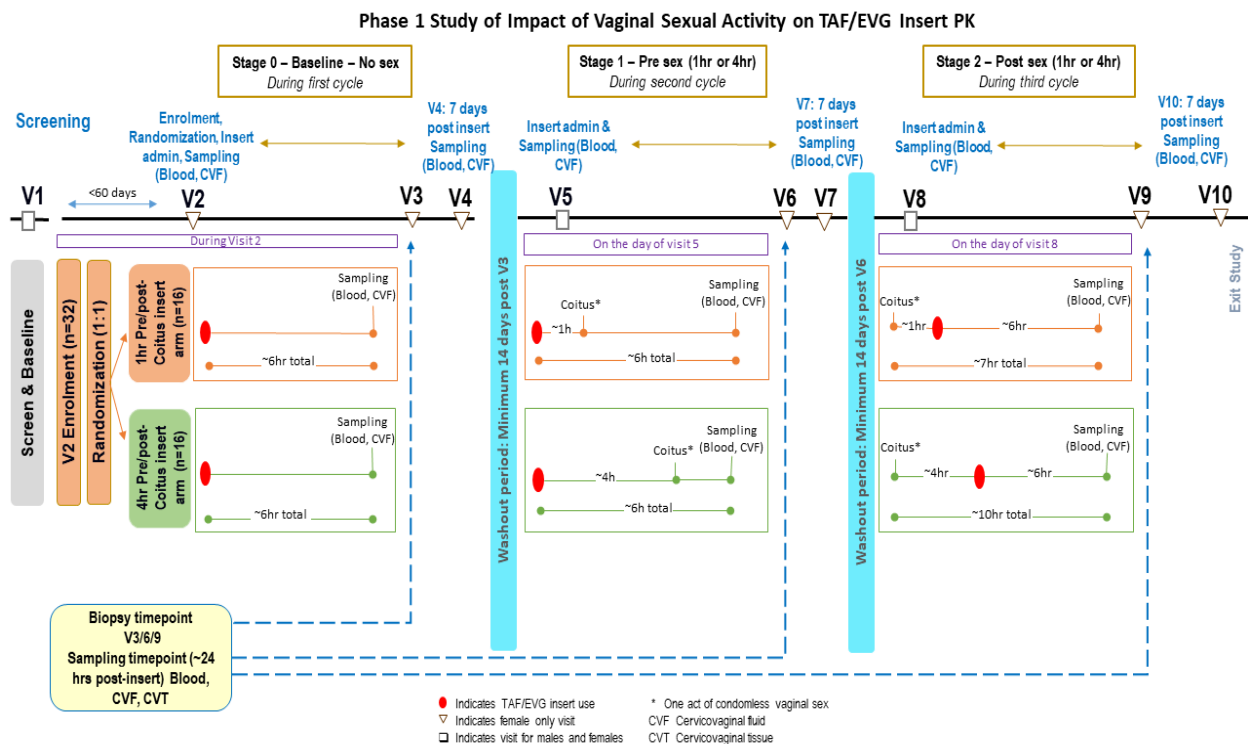 Phase 1 Study of Impact of Vaginal Sexual Activity on TAF/EVG Insert PK
Stage 0 – Baseline – No sex
During first cycle
Stage 1 – Pre sex (1hr or 4hr)
During second cycle
Stage 2 – Post sex (1hr or 4hr)
During third cycle
Screening
Enrolment,
Randomization, Insert
admin, Sampling
(Blood, CVF)
V4: 7 days
post insert
Sampling
(Blood, CVF)
Insert admin &
Sampling (Blood,
CVF)
V7: 7 days
post insert
Sampling
(Blood, CVF)
Insert admin &
Sampling (Blood,
CVF)
V10: 7 days
post insert
Sampling
(Blood, CVF)
V1
<60 days
V2
V3
V4
V5
V6
V7
V8
V9
V10
During Visit 2
On the day of visit 5
On the day of visit 8
Exit Study
Screen & Baseline
V2 Enrolment (n=32)
Randomization (1:1)
1hr Pre/post-
Coitus insert
arm (n=16)
Sampling
(Blood, CVF)
~6hr total
Washout period: Minimum 14 days post V3
Coitus*
Sampling
(Blood, CVF)
~1h
~6h total
Washout period: Minimum 14 days post V6
Coitus*
Sampling
(Blood, CVF)
~1hr
~6hr
~7hr total
4hr Pre/post-
Coitus insert
arm (n=16)
Sampling
(Blood, CVF)
~6hr total
Coitus*
Sampling
(Blood, CVF)
~4h
~6h total
Coitus*
Sampling
(Blood, CVF)
~4hr
~6hr
~10hr total
Biopsy timepoint
V3/6/9
Sampling timepoint (~24
hrs post-insert) Blood,
CVF, CVT
Indicates TAF/EVG insert use
Indicates female only visit
Indicates visit for males and females
* One act of condomless vaginal sex
CVF Cervicovaginal fluid
CVT Cervicovaginal tissue